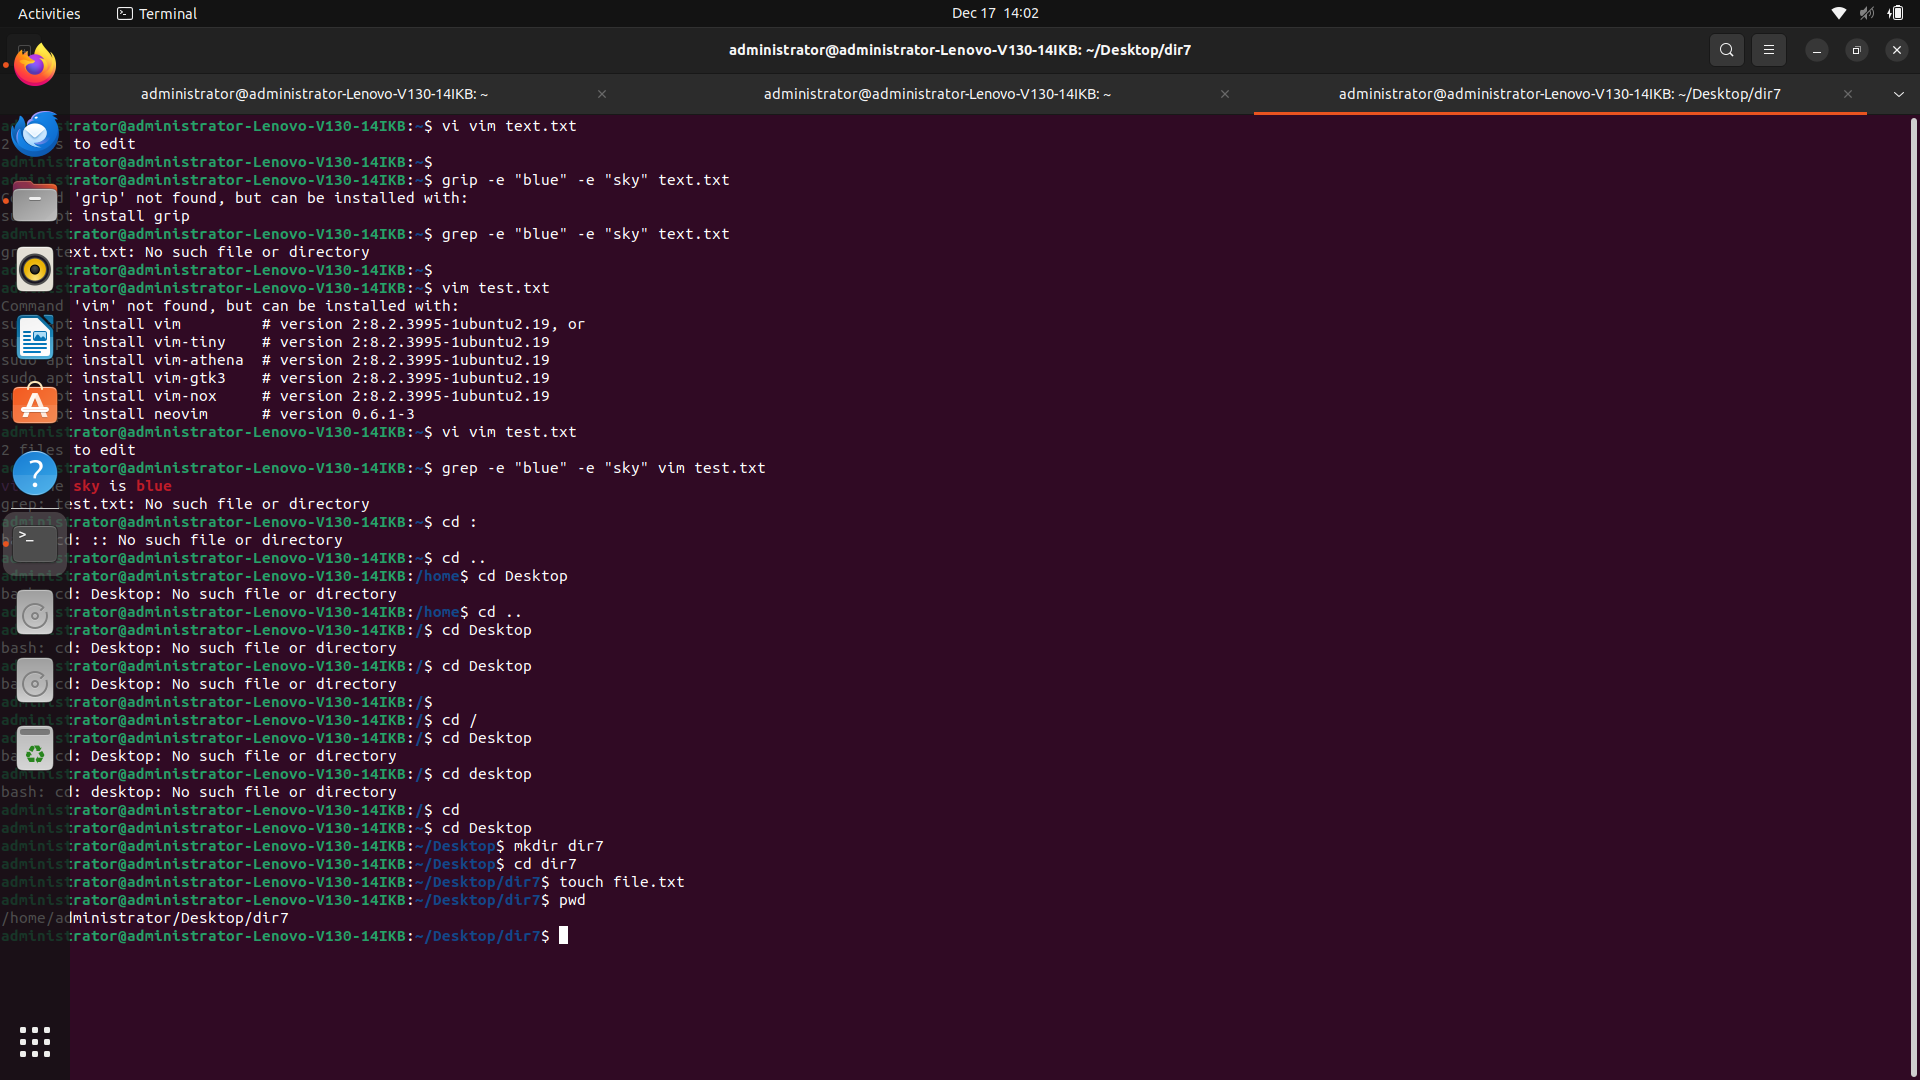 Activities Terminal Dec 17 14:02
administrator@administrator-Lenovo-V130-14IKB: ~/Desktop/dir7
administrator@administrator-Lenovo-V130-14IKB: ~ administrator@administrator-Lenovo-V130-14IKB: ~ administrator@administrator-Lenovo-V130-14IKB: ~/Desktop/dir7
administrator@administrator-Lenovo-V130-14IKB:~$ vi vim text.txt
2 files to edit
administrator@administrator-Lenovo-V130-14IKB:~$
administrator@administrator-Lenovo-V130-14IKB:~$ grip -e "blue" -e "sky" text.txt
Command 'grip' not found, but can be installed with:
sudo apt install grip
administrator@administrator-Lenovo-V130-14IKB:~$ grep -e "blue" -e "sky" text.txt
grep: text.txt: No such file or directory
administrator@administrator-Lenovo-V130-14IKB:~$
administrator@administrator-Lenovo-V130-14IKB:~$ vim test.txt
Command 'vim' not found, but can be installed with:
sudo apt install vim # version 2:8.2.3995-1ubuntu2.19, or
sudo apt install vim-tiny # version 2:8.2.3995-1ubuntu2.19
sudo apt install vim-athena # version 2:8.2.3995-1ubuntu2.19
sudo apt install vim-gtk3 # version 2:8.2.3995-1ubuntu2.19
sudo apt install vim-nox # version 2:8.2.3995-1ubuntu2.19
sudo apt install neovim # version 0.6.1-3
administrator@administrator-Lenovo-V130-14IKB:~$ vi vim test.txt
2 files to edit
administrator@administrator-Lenovo-V130-14IKB:~$ grep -e "blue" -e "sky" vim test.txt
sky is blue
grep: test.txt: No such file or directory
administrator@administrator-Lenovo-V130-14IKB:~$ cd :
bash: cd: :: No such file or directory
administrator@administrator-Lenovo-V130-14IKB:~$ cd ..
administrator@administrator-Lenovo-V130-14IKB:/home$ cd Desktop
bash: cd: Desktop: No such file or directory
administrator@administrator-Lenovo-V130-14IKB:/home$ cd ..
administrator@administrator-Lenovo-V130-14IKB:/$ cd Desktop
bash: cd: Desktop: No such file or directory
administrator@administrator-Lenovo-V130-14IKB:/$ cd Desktop
bash: cd: Desktop: No such file or directory
administrator@administrator-Lenovo-V130-14IKB:/$
administrator@administrator-Lenovo-V130-14IKB:/$ cd /
administrator@administrator-Lenovo-V130-14IKB:/$ cd Desktop
bash: cd: Desktop: No such file or directory
administrator@administrator-Lenovo-V130-14IKB:/$ cd desktop
bash: cd: desktop: No such file or directory
administrator@administrator-Lenovo-V130-14IKB:/$ cd
administrator@administrator-Lenovo-V130-14IKB:~$ cd Desktop
administrator@administrator-Lenovo-V130-14IKB:~/Desktop$ mkdir dir7
administrator@administrator-Lenovo-V130-14IKB:~/Desktop$ cd dir7
administrator@administrator-Lenovo-V130-14IKB:~/Desktop/dir7$ touch file.txt
administrator@administrator-Lenovo-V130-14IKB:~/Desktop/dir7$ pwd
/home/administrator/Desktop/dir7
administrator@administrator-Lenovo-V130-14IKB:~/Desktop/dir7$